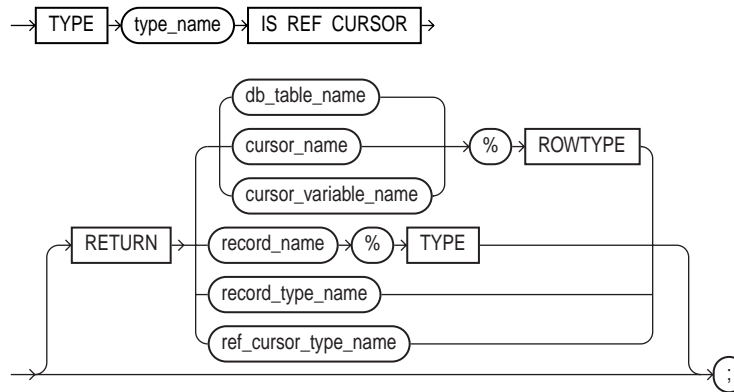 TYPE type_name IS REF CURSOR
db_table_name
cursor_name % ROWTYPE
cursor_variable_name
RETURN record_name % TYPE
record_type_name
ref_cursor_type_name
;